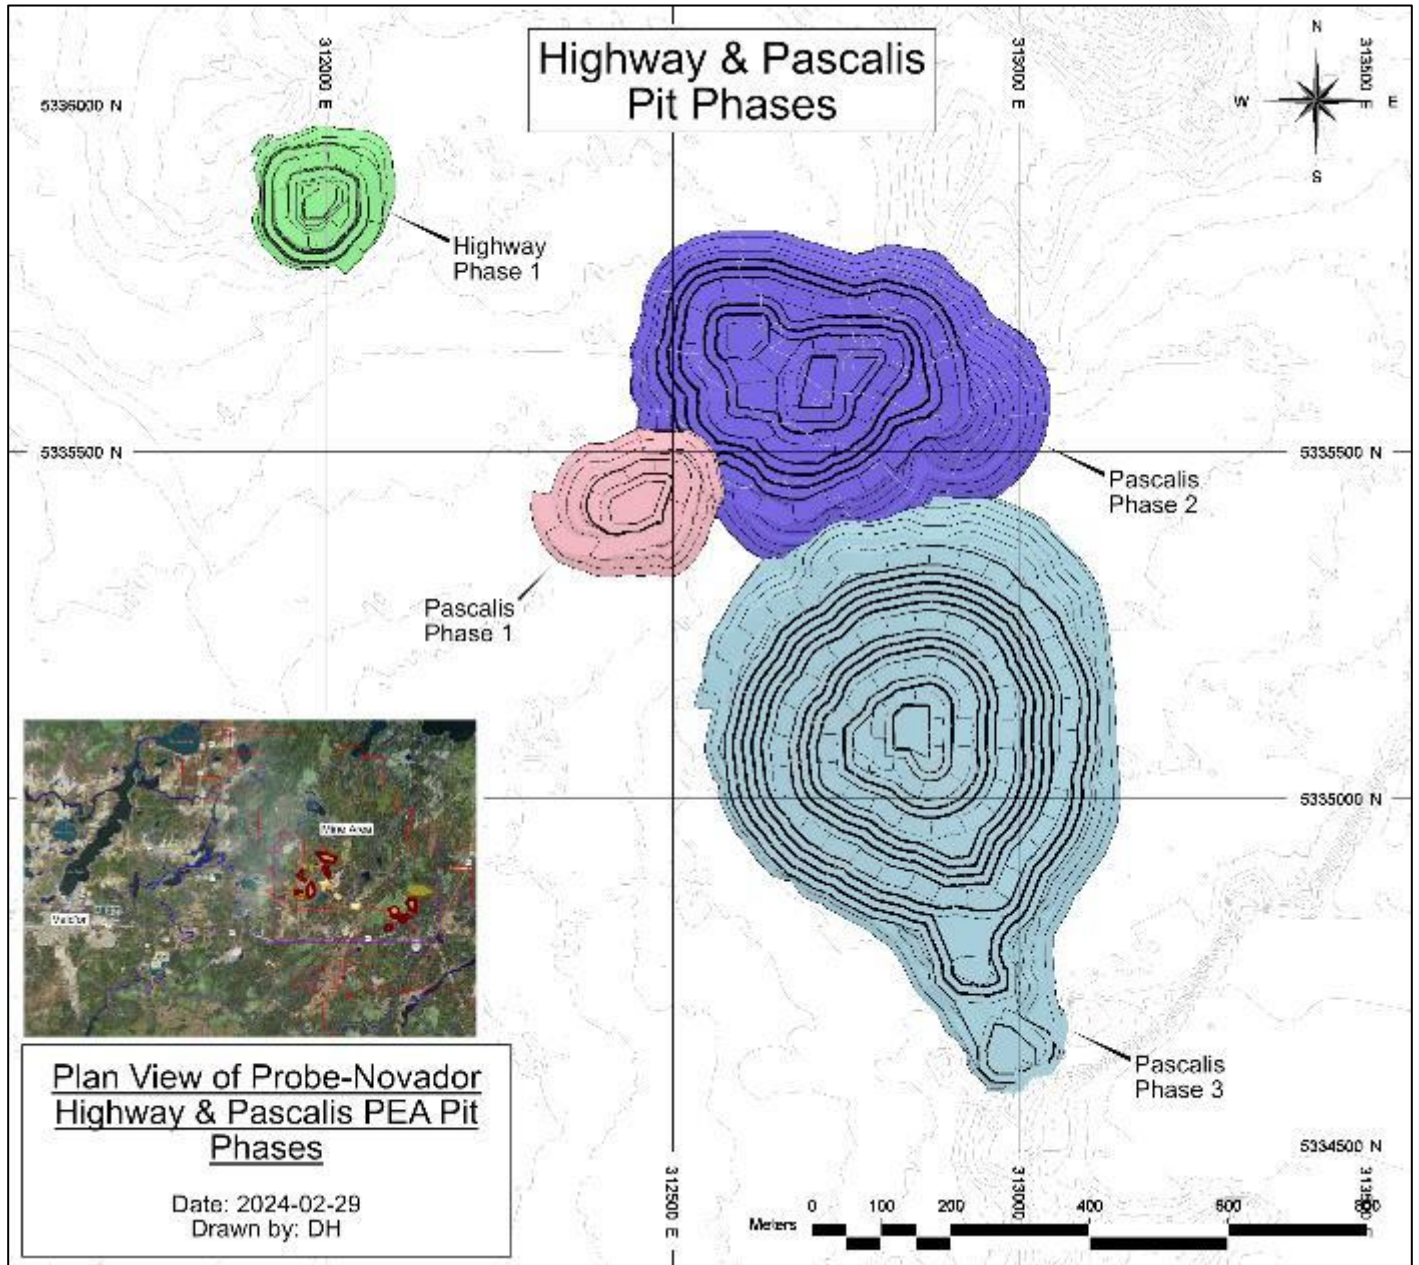 Highway & Pascalis
Pit Phases
312000 E
313000 E
313500 E
N
W
E
S
5336000 N
Highway
Phase 1
5335500 N
5335500 N
Pascalis
Phase 2
Pascalis
Phase 1
Mine Area
5335000 N
Pascalis
Phase 3
Plan View of Probe-Novador
Highway & Pascalis PEA Pit
Phases
Date: 2024-02-29
Drawn by: DH
5334500 N
312500 E
313000 E
Meters
0 100 200 400 600 800